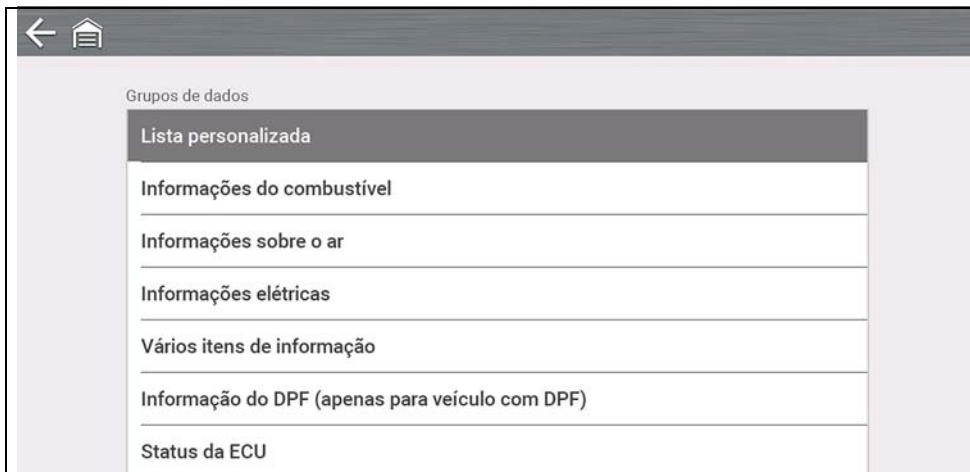 Grupos de dados
Lista personalizada
Informações do combustível
Informações sobre o ar
Informações elétricas
Vários itens de informação
Informação do DPF (apenas para veículo com DPF)
Status da ECU